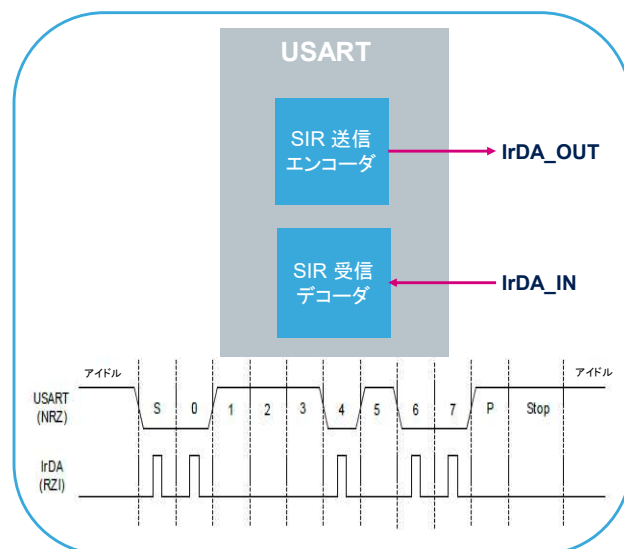 USART
SIR 送信
エンコーダ
IrDA_OUT
SIR 受信
デコーダ
IrDA_IN
アイドル
アイドル
USART
(NRZ)
S 0 1 2 3 4 5 6 7 P Stop
IrDA
(RZI)